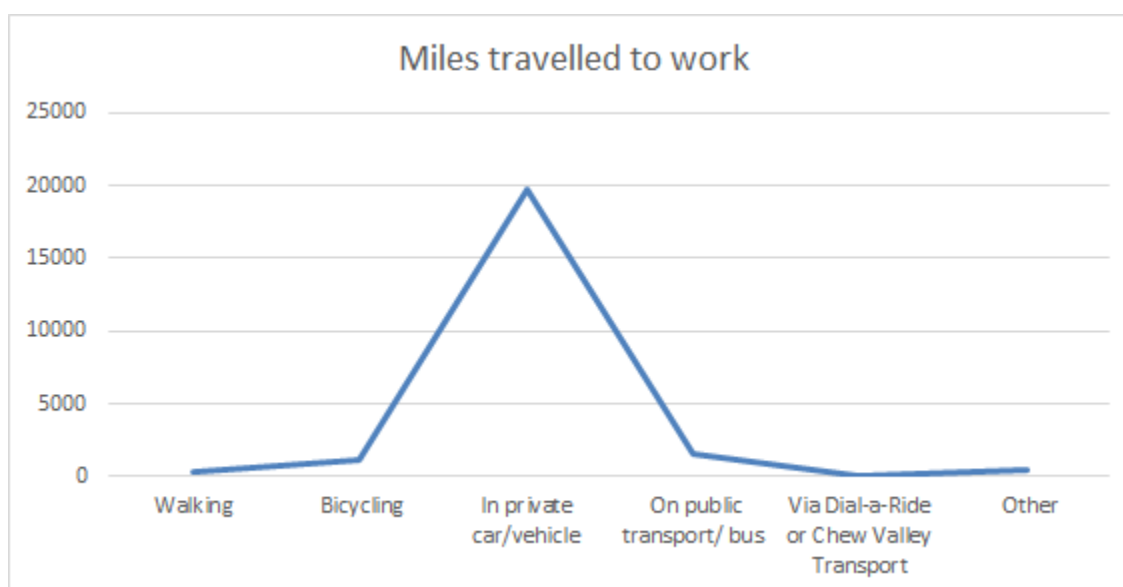 Miles travelled to work
25000
20000
15000
10000
5000
0
Walking
Bicycling
In private
car/vehicle
On public
transport/ bus
Via Dial-a-Ride
or Chew Valley
Transport
Other